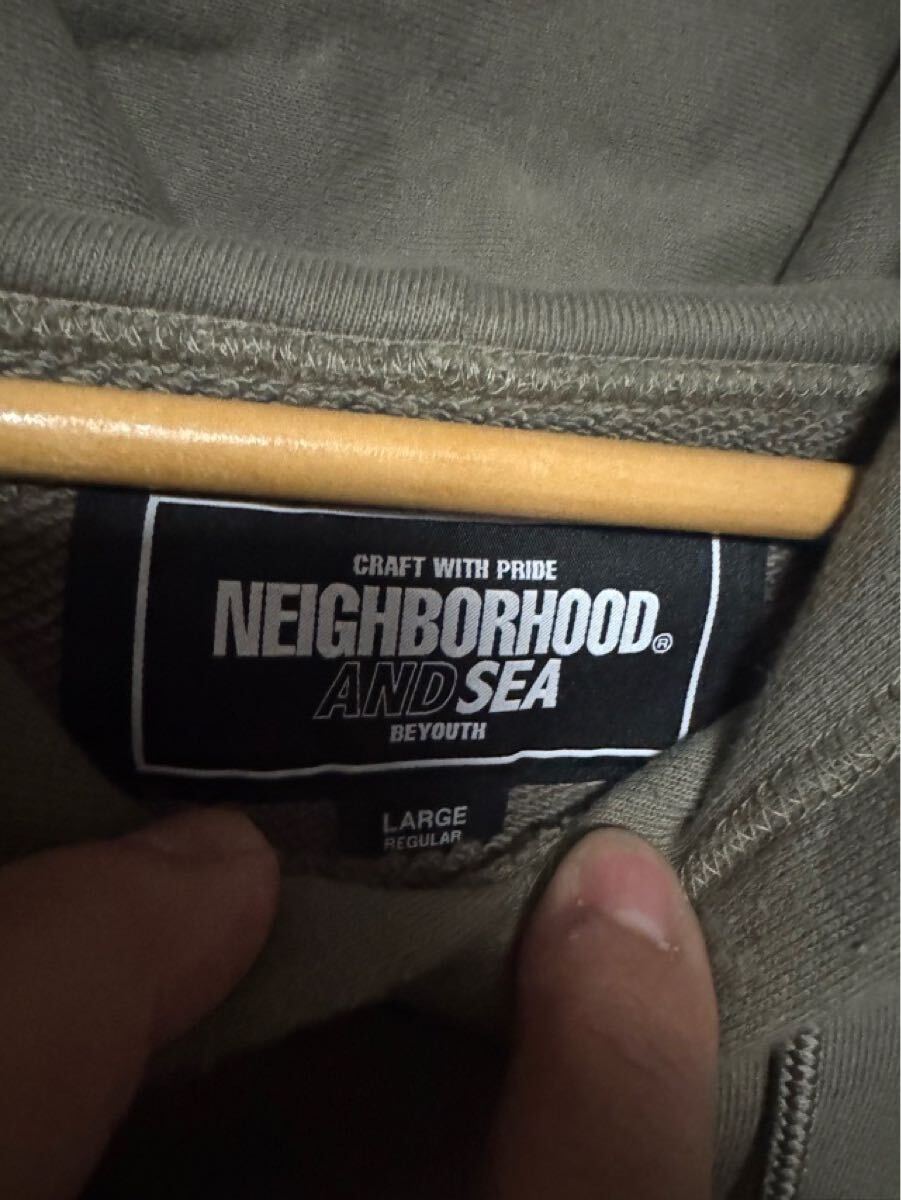 CRAFT WITH PRIDE
NEIGHBORHOOD®
AND SEA
BEYOUTH
LARGE
REGULAR